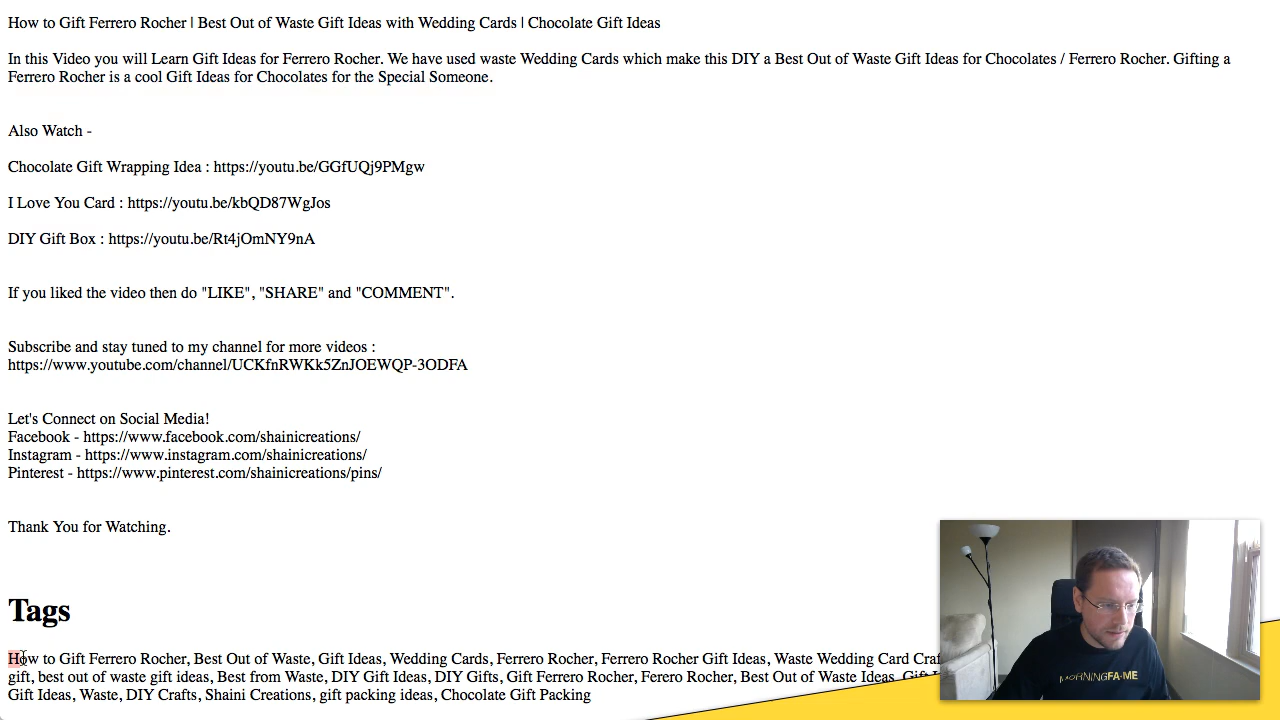 How to Gift Ferrero Rocher | Best Out of Waste Gift Ideas with Wedding Cards | Chocolate Gift Ideas
In this Video you will Learn Gift Ideas for Ferrero Rocher. We have used waste Wedding Cards which make this DIY a Best Out of Waste Gift Ideas for Chocolates / Ferrero Rocher. Gifting a
Ferrero Rocher is a cool Gift Ideas for Chocolates for the Special Someone.
Also Watch -
Chocolate Gift Wrapping Idea : https://youtu.be/GGfUQj9PMgw
I Love You Card : https://youtu.be/kbQD87WgJos
DIY Gift Box : https://youtu.be/Rt4jOmNY9nA
If you liked the video then do "LIKE", "SHARE" and "COMMENT".
Subscribe and stay tuned to my channel for more videos :
https://www.youtube.com/channel/UCKfnRWKk5ZnJOEWQP-3ODFA
Let's Connect on Social Media!
Facebook - https://www.facebook.com/shainicreations/
Instagram - https://www.instagram.com/shainicreations/
Pinterest - https://www.pinterest.com/shainicreations/pins/
Thank You for Watching.
Tags
How to Gift Ferrero Rocher, Best Out of Waste, Gift Ideas, Wedding Cards, Ferrero Rocher, Ferrero Rocher Gift Ideas, Waste Wedding Card
gift, best out of waste gift ideas, Best from Waste, DIY Gift Ideas, DIY Gifts, Gift Ferrero Rocher, Ferero Rocher, Best Out of Waste Ideas,
Gift Ideas, Waste, DIY Crafts, Shaini Creations, gift packing ideas, Chocolate Gift Packing
MORNINGFA·ME